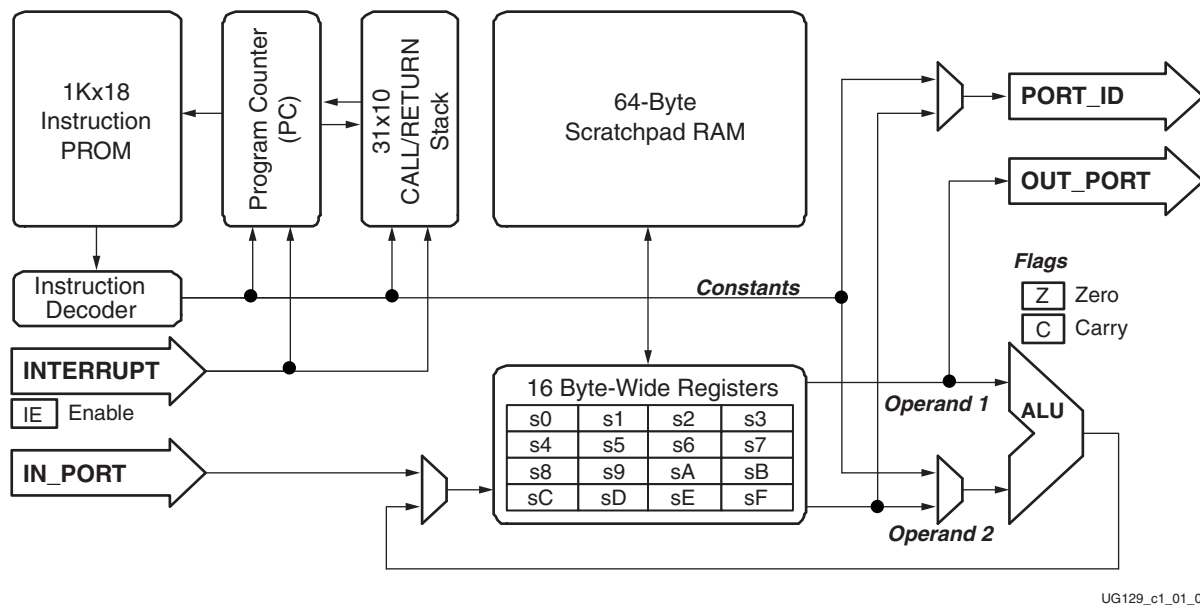 1Kx18
Instruction
PROM
Program Counter
(PC)
31x10
CALL/RETURN
Stack
64-Byte
Scratchpad RAM
PORT_ID
OUT_PORT
Instruction
Decoder
Constants
Flags
Z Zero
C Carry
INTERRUPT
IE Enable
IN_PORT
16 Byte-Wide Registers
s0 s1 s2 s3
s4 s5 s6 s7
s8 s9 sA sB
sC sD sE sF
Operand 1
ALU
Operand 2